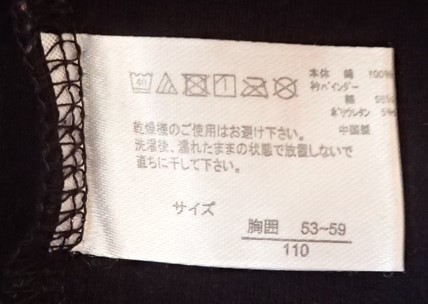 40
本体 綿 100%
衿バインダー
綿 95%
ポリウレタン 5%
中国製
乾燥機のご使用はお避け下さい。
洗濯後、濡れたままの状態で放置しないで
直ちに干して下さい。
サイズ
胸囲 53~59
110